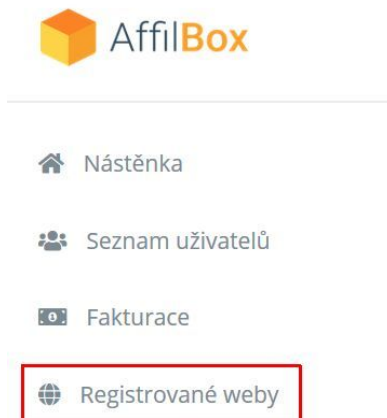 AffilBox
Nástěnka
Seznam uživatelů
Fakturace
Registrované weby